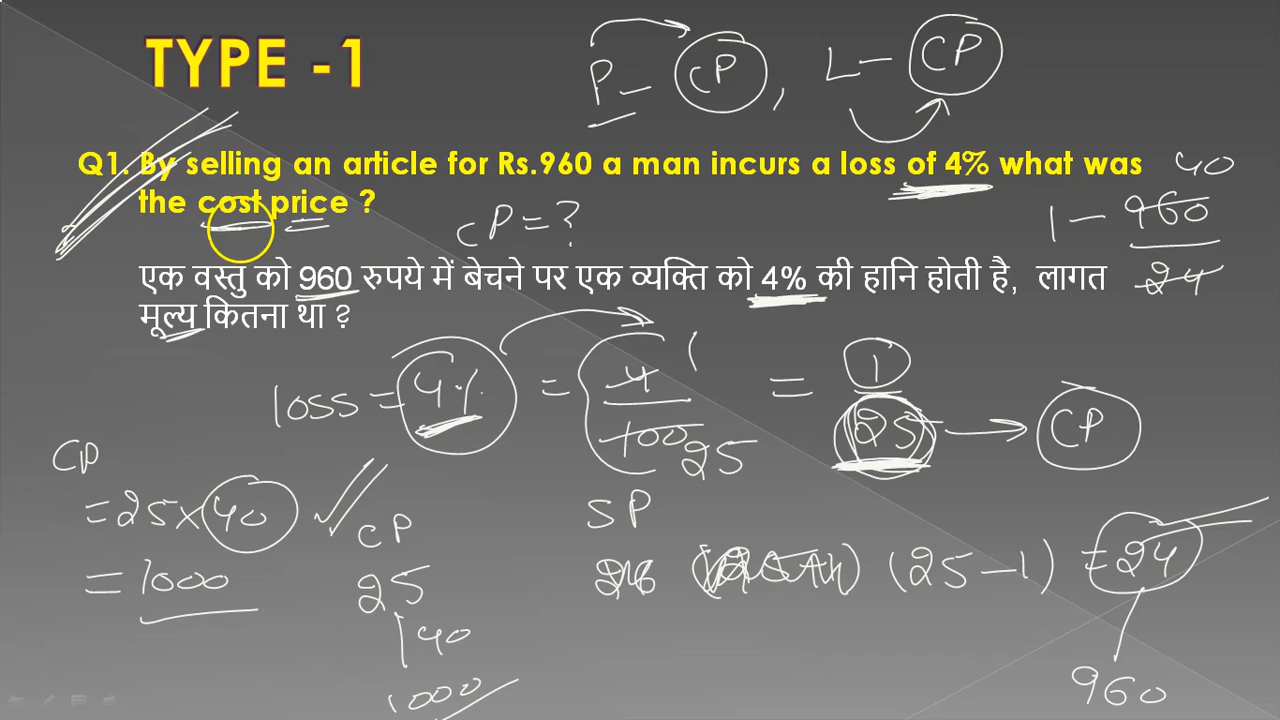 TYPE -1
P - CP, L - CP
Q1. By selling an article for Rs.960 a man incurs a loss of 4% what was
the cost price ?
CP = ?
40
1 - 960
24
एक वस्तु को 960 रुपये में बेचने पर एक व्यक्ति को 4% की हानि होती है, लागत
मूल्य कितना था ?
loss = 4% = 4/100 1 25 = 1/25 → CP
CP
= 25 × 40
= 1000
CP
25
40
1000
SP
(25 - 1) = 24
960